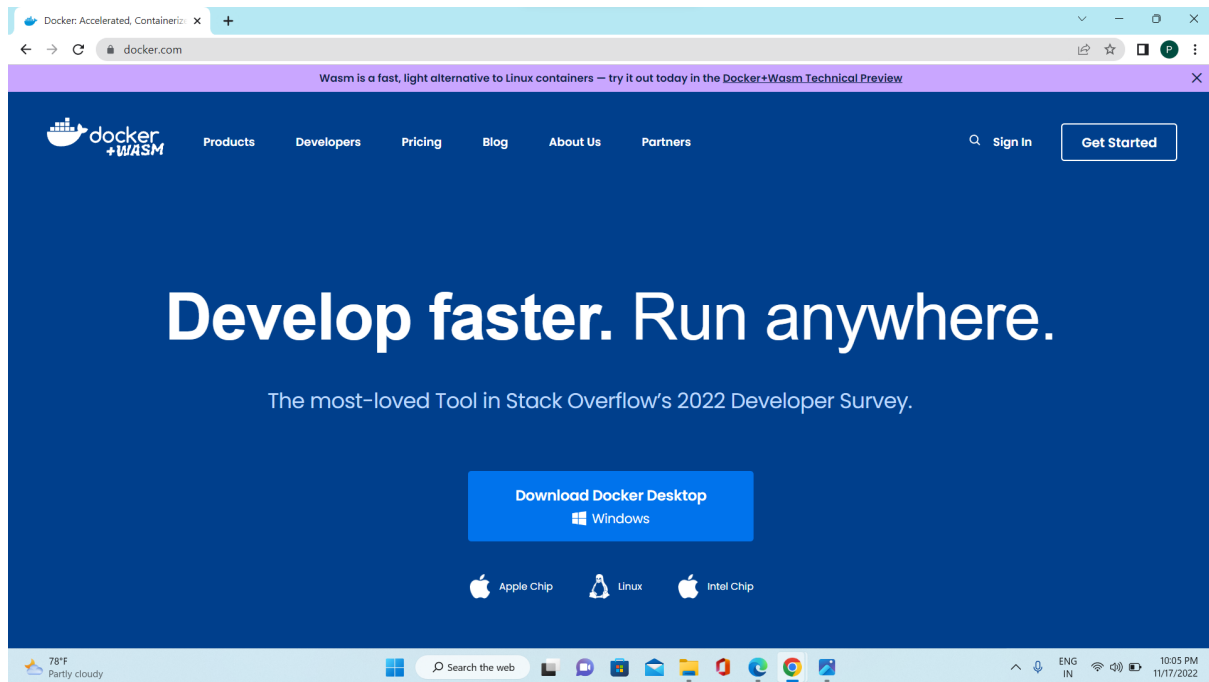 Docker: Accelerated, Containeriz
docker.com
P
Wasm is a fast, light alternative to Linux containers — try it out today in the Docker+Wasm Technical Preview
docker
+WASM
Products Developers Pricing Blog About Us Partners Sign In Get Started
Develop faster. Run anywhere.
The most-loved Tool in Stack Overflow's 2022 Developer Survey.
Download Docker Desktop
Windows
Apple Chip Linux Intel Chip
78°F
Partly cloudy
Search the web
ENG
IN
10:05 PM
11/17/2022